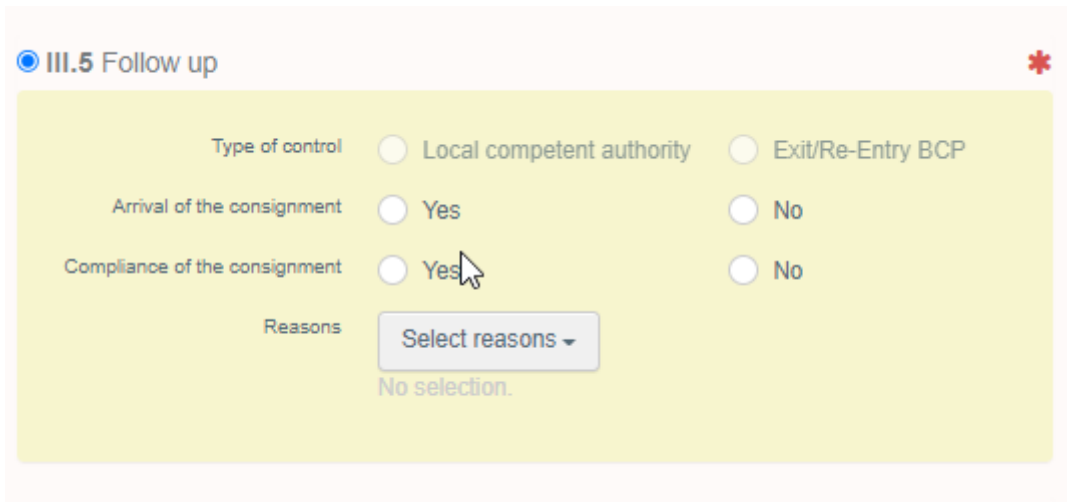 III.5 Follow up *
Type of control Local competent authority Exit/Re-Entry BCP
Arrival of the consignment Yes No
Compliance of the consignment Yes No
Reasons Select reasons
No selection.